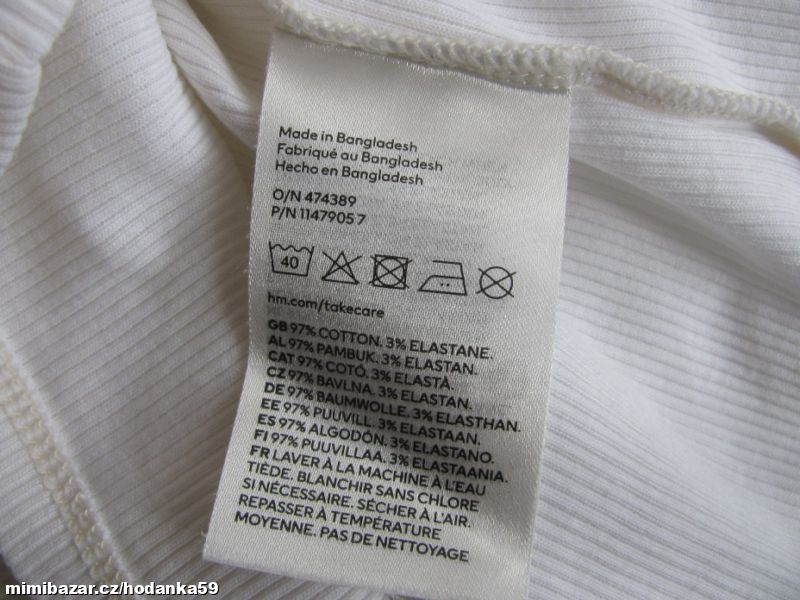 Made in Bangladesh
Fabriqué au Bangladesh
Hecho en Bangladesh
O/N 474389
P/N 1147905 7
40
hm.com/takecare
GB 97% COTTON. 3% ELASTANE.
AL 97% PAMBUK. 3% ELASTAN.
CAT 97% COTÓ. 3% ELASTÀ.
CZ 97% BAVLNA. 3% ELASTAN.
DE 97% BAUMWOLLE. 3% ELASTHAN.
EE 97% PUUVILL. 3% ELASTAAN.
ES 97% ALGODÓN. 3% ELASTANO.
FI 97% PUUVILLAA. 3% ELASTAANIA.
FR LAVER À LA MACHINE À L'EAU
TIÈDE. BLANCHIR SANS CHLORE
SI NÉCESSAIRE. SÉCHER À L'AIR.
REPASSER À TEMPÉRATURE
MOYENNE. PAS DE NETTOYAGE
mimibazar.cz/hodanka59